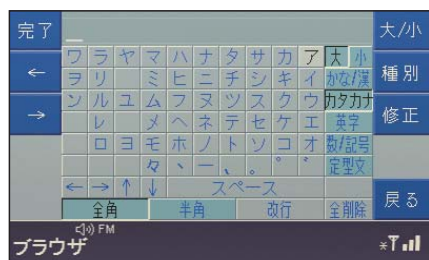 完了 大/小
ワ ラ ヤ マ ハ ナ タ サ カ ア 大 小
← ヲ リ ミ ヒ ニ チ シ キ イ かな/漢 種別
ン ル ユ ム フ ヌ ツ ス ク ウ カタカナ
→ レ メ ヘ ネ テ セ ケ エ 英字 修正
ロ ヨ モ ホ ノ ト ソ コ オ 数/記号
々 ヽ ー 、 。 ゛ ゜ 定型文
← → ↑ ↓ スペース
全角 半角 改行 全削除 戻る
FM
ブラウザ